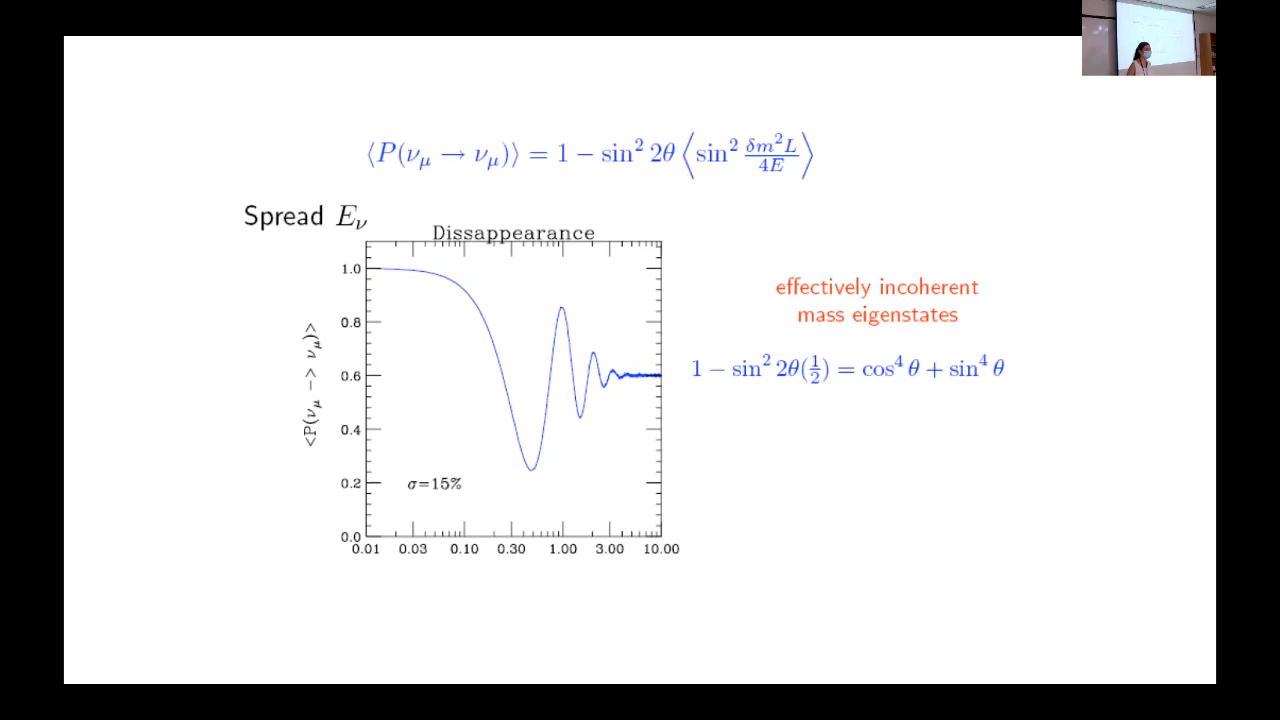 ⟨P(ν_μ → ν_μ)⟩ = 1 − sin² 2θ ⟨sin² δm²L/4E⟩
Spread E_ν
Dissappearance
1.0
0.8
0.6
0.4
0.2
0.0
<P(ν_μ −> ν_μ)>
σ=15%
0.01 0.03 0.10 0.30 1.00 3.00 10.00
effectively incoherent
mass eigenstates
1 − sin² 2θ(1/2) = cos⁴ θ + sin⁴ θ